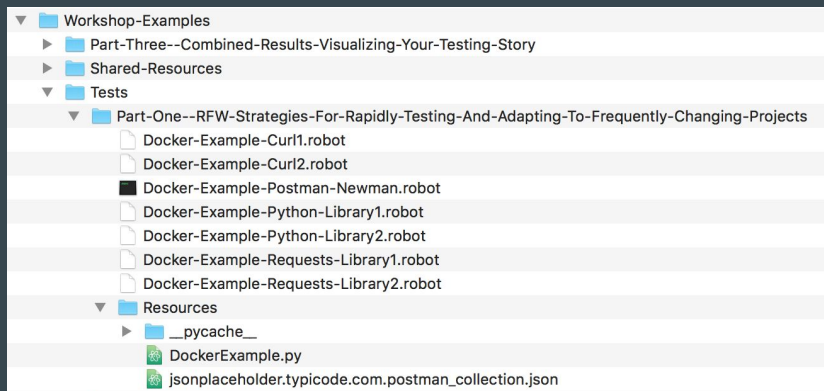 Workshop-Examples
Part-Three--Combined-Results-Visualizing-Your-Testing-Story
Shared-Resources
Tests
Part-One--RFW-Strategies-For-Rapidly-Testing-And-Adapting-To-Frequently-Changing-Projects
Docker-Example-Curl1.robot
Docker-Example-Curl2.robot
Docker-Example-Postman-Newman.robot
Docker-Example-Python-Library1.robot
Docker-Example-Python-Library2.robot
Docker-Example-Requests-Library1.robot
Docker-Example-Requests-Library2.robot
Resources
__pycache__
DockerExample.py
jsonplaceholder.typicode.com.postman_collection.json